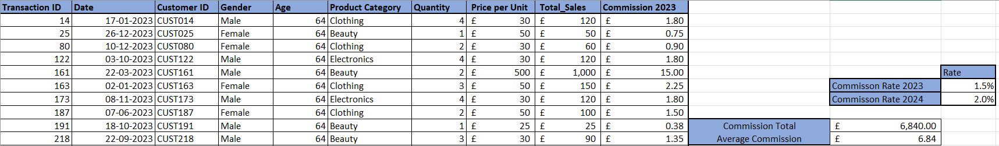 Transaction ID Date Customer ID Gender Age Product Category Quantity Price per Unit Total_Sales Commission 2023
14 17-01-2023 CUST014 Male 64 Clothing 4 £ 30 £ 120 £ 1.80
25 26-12-2023 CUST025 Female 64 Beauty 1 £ 50 £ 50 £ 0.75
80 10-12-2023 CUST080 Female 64 Clothing 2 £ 30 £ 60 £ 0.90
122 03-10-2023 CUST122 Male 64 Electronics 4 £ 30 £ 120 £ 1.80
161 22-03-2023 CUST161 Male 64 Beauty 2 £ 500 £ 1,000 £ 15.00 Rate
163 02-01-2023 CUST163 Female 64 Clothing 3 £ 50 £ 150 £ 2.25 Commisson Rate 2023 1.5%
173 08-11-2023 CUST173 Male 64 Electronics 4 £ 30 £ 120 £ 1.80 Commisson Rate 2024 2.0%
187 07-06-2023 CUST187 Female 64 Clothing 2 £ 50 £ 100 £ 1.50
191 18-10-2023 CUST191 Male 64 Beauty 1 £ 25 £ 25 £ 0.38 Commission Total £ 6,840.00
218 22-09-2023 CUST218 Male 64 Beauty 3 £ 30 £ 90 £ 1.35 Average Commission £ 6.84